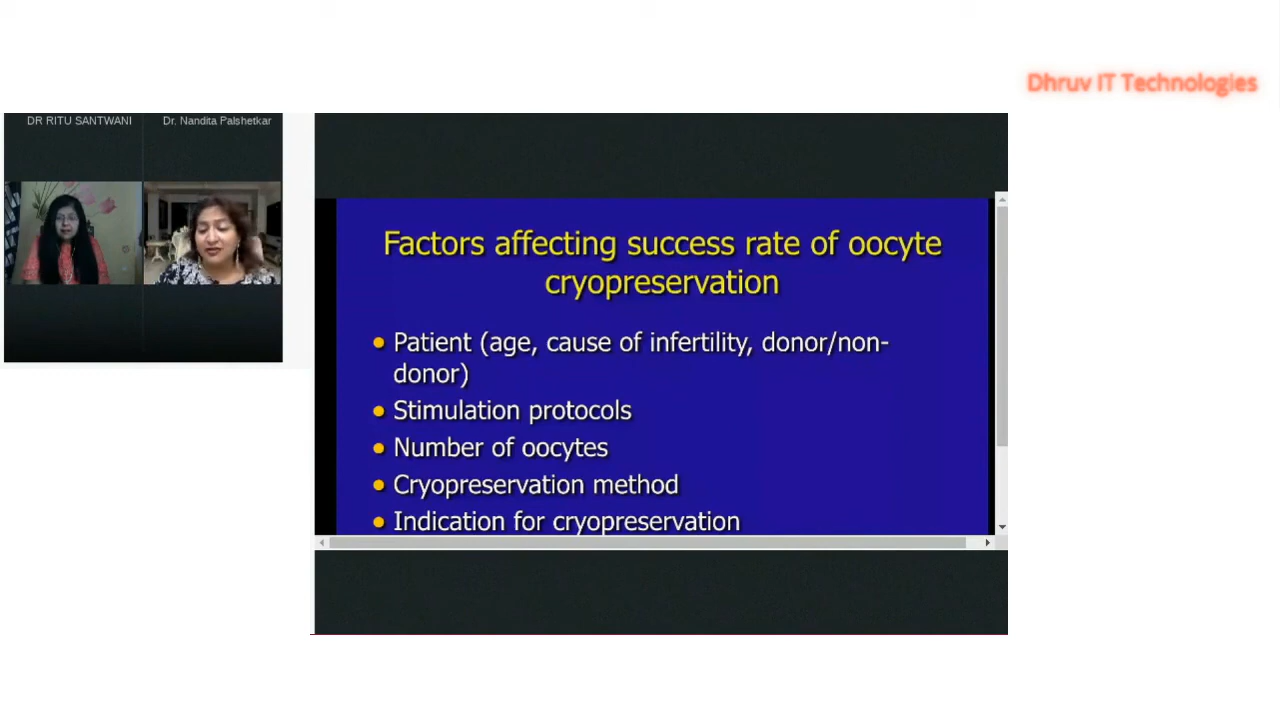 Dhruv IT Technologies
DR RITU SANTWANI
Dr. Nandita Palshetkar
Factors affecting success rate of oocyte
cryopreservation
• Patient (age, cause of infertility, donor/non-
donor)
• Stimulation protocols
• Number of oocytes
• Cryopreservation method
• Indication for cryopreservation